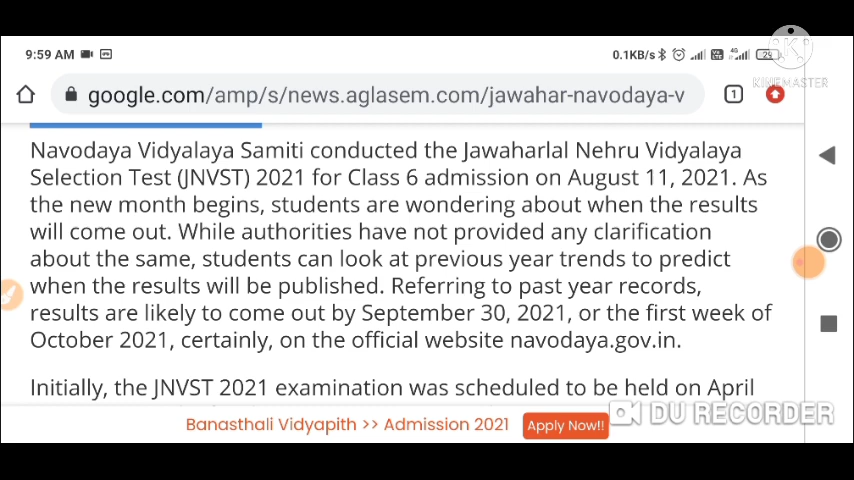 9:59 AM
0.1KB/s
4G
29
KINEMASTER
google.com/amp/s/news.aglasem.com/jawahar-navodaya-v
1
Navodaya Vidyalaya Samiti conducted the Jawaharlal Nehru Vidyalaya
Selection Test (JNVST) 2021 for Class 6 admission on August 11, 2021. As
the new month begins, students are wondering about when the results
will come out. While authorities have not provided any clarification
about the same, students can look at previous year trends to predict
when the results will be published. Referring to past year records,
results are likely to come out by September 30, 2021, or the first week of
October 2021, certainly, on the official website navodaya.gov.in.
Initially, the JNVST 2021 examination was scheduled to be held on April
Banasthali Vidyapith >> Admission 2021
Apply Now!!
DU RECORDER